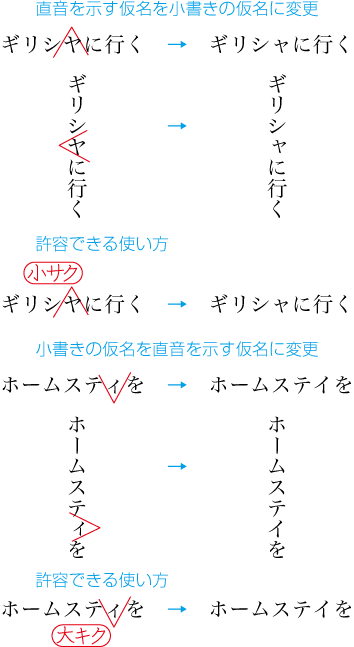 直音を示す仮名を小書きの仮名に変更
ギリシヤに行く → ギリシャに行く
ギリシヤに行く → ギリシャに行く
許容できる使い方
小サク
ギリシヤに行く → ギリシャに行く
小書きの仮名を直音を示す仮名に変更
ホームスティを → ホームステイを
ホームスティを → ホームステイを
許容できる使い方
ホームスティを → ホームステイを
大キク